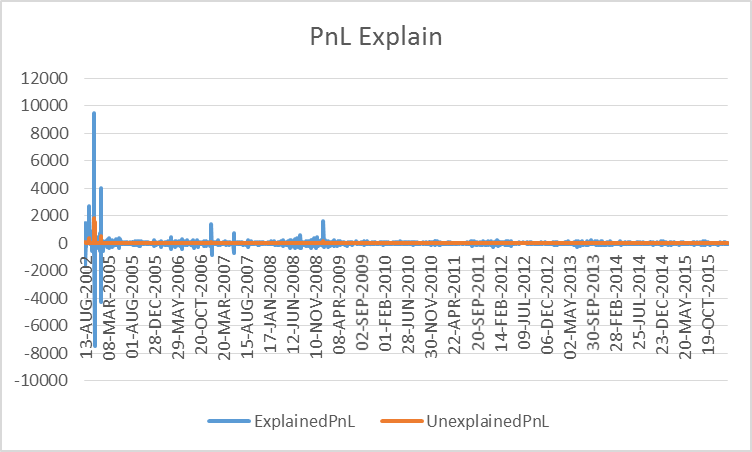 PnL Explain
12000
10000
8000
6000
4000
2000
0
-2000
-4000
-6000
-8000
-10000
13-AUG-2002
08-MAR-2005
01-AUG-2005
28-DEC-2005
29-MAY-2006
20-OCT-2006
20-MAR-2007
15-AUG-2007
17-JAN-2008
12-JUN-2008
10-NOV-2008
08-APR-2009
02-SEP-2009
01-FEB-2010
28-JUN-2010
30-NOV-2010
22-APR-2011
20-SEP-2011
14-FEB-2012
09-JUL-2012
06-DEC-2012
02-MAY-2013
30-SEP-2013
28-FEB-2014
25-JUL-2014
23-DEC-2014
20-MAY-2015
19-OCT-2015
ExplainedPnL
UnexplainedPnL